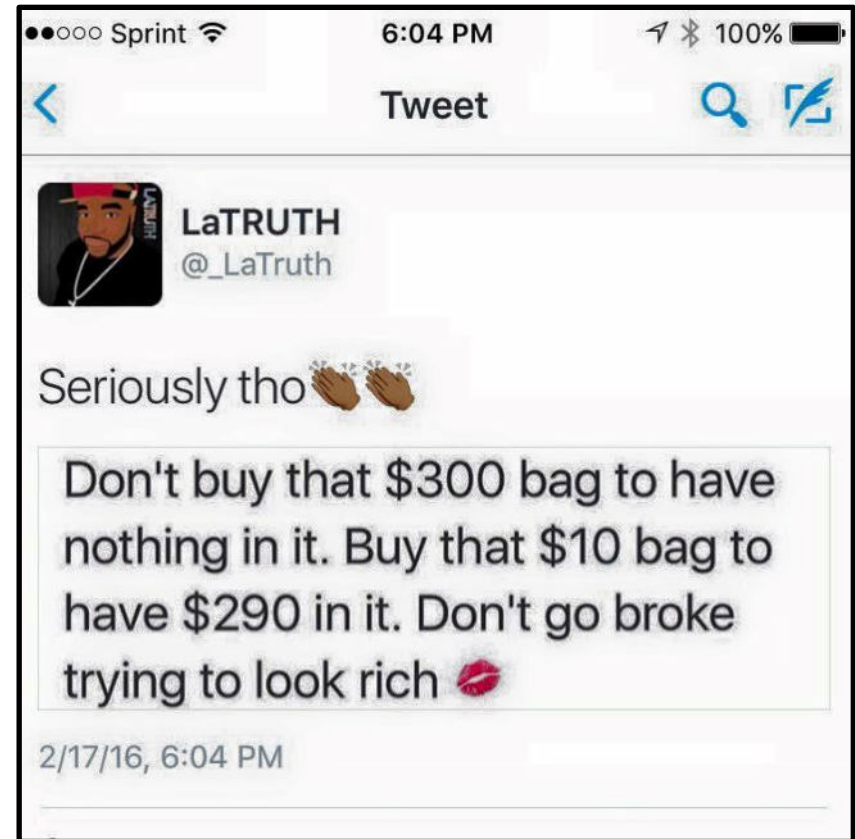 ●●○○○ Sprint 6:04 PM 100%
Tweet
LaTRUTH
@_LaTruth
Seriously tho👏🏾👏🏾
Don't buy that $300 bag to have
nothing in it. Buy that $10 bag to
have $290 in it. Don't go broke
trying to look rich 💋
2/17/16, 6:04 PM
LATRUTH